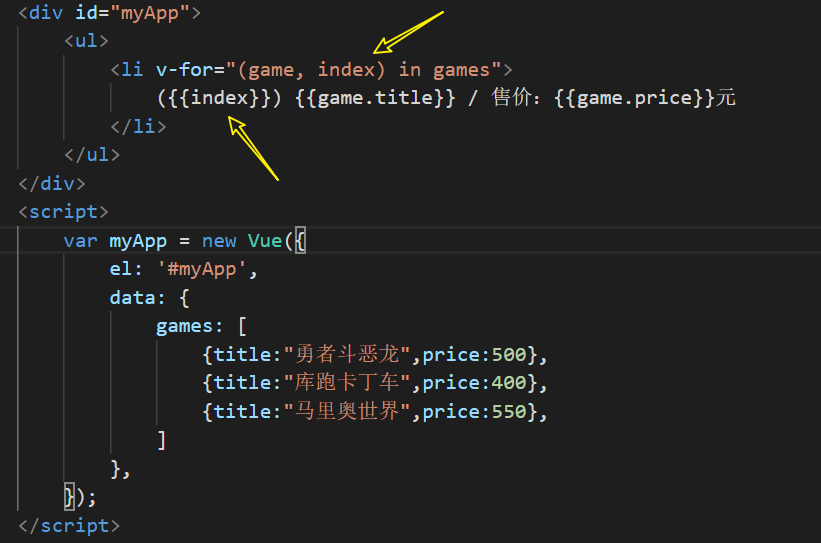 <div id="myApp">
<ul>
<li v-for="(game, index) in games">
({{index}}) {{game.title}} / 售价：{{game.price}}元
</li>
</ul>
</div>
<script>
var myApp = new Vue({
el: '#myApp',
data: {
games: [
{title:"勇者斗恶龙",price:500},
{title:"库跑卡丁车",price:400},
{title:"马里奥世界",price:550},
]
},
});
</script>